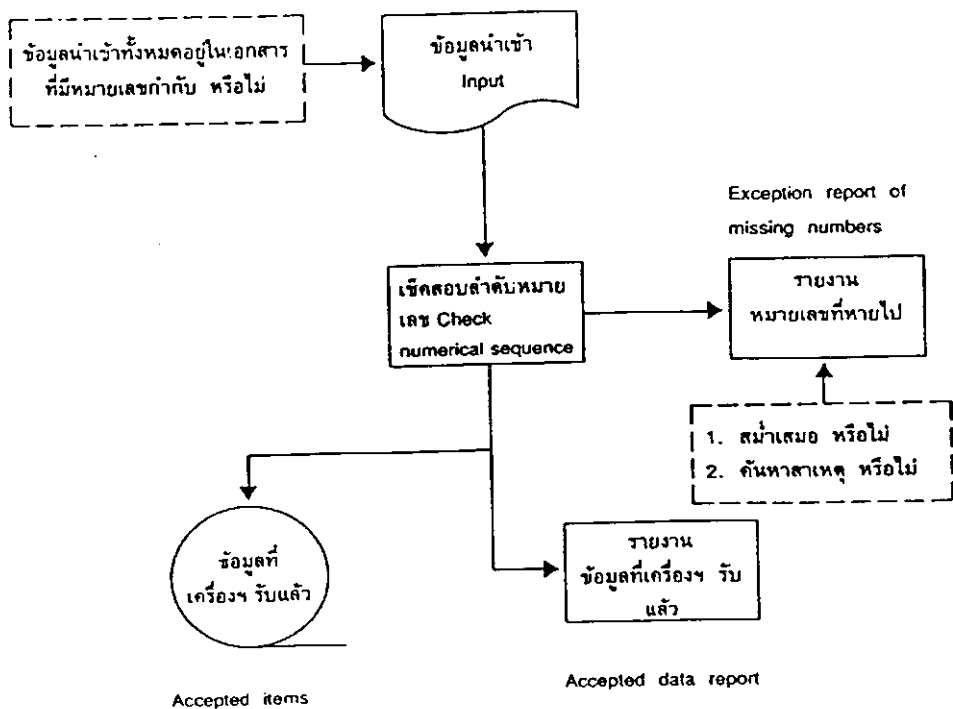 ข้อมูลนำเข้าทั้งหมดอยู่ในเอกสาร
ที่มีหมายเลขกำกับ หรือไม่
ข้อมูลนำเข้า
Input
Exception report of
missing numbers
เช็คสอบลำดับหมาย
เลข Check
numerical sequence
รายงาน
หมายเลขที่หายไป
1. สม่ำเสมอ หรือไม่
2. ค้นหาสาเหตุ หรือไม่
ข้อมูลที่
เครื่องฯ รับแล้ว
รายงาน
ข้อมูลที่เครื่องฯ รับ
แล้ว
Accepted items
Accepted data report